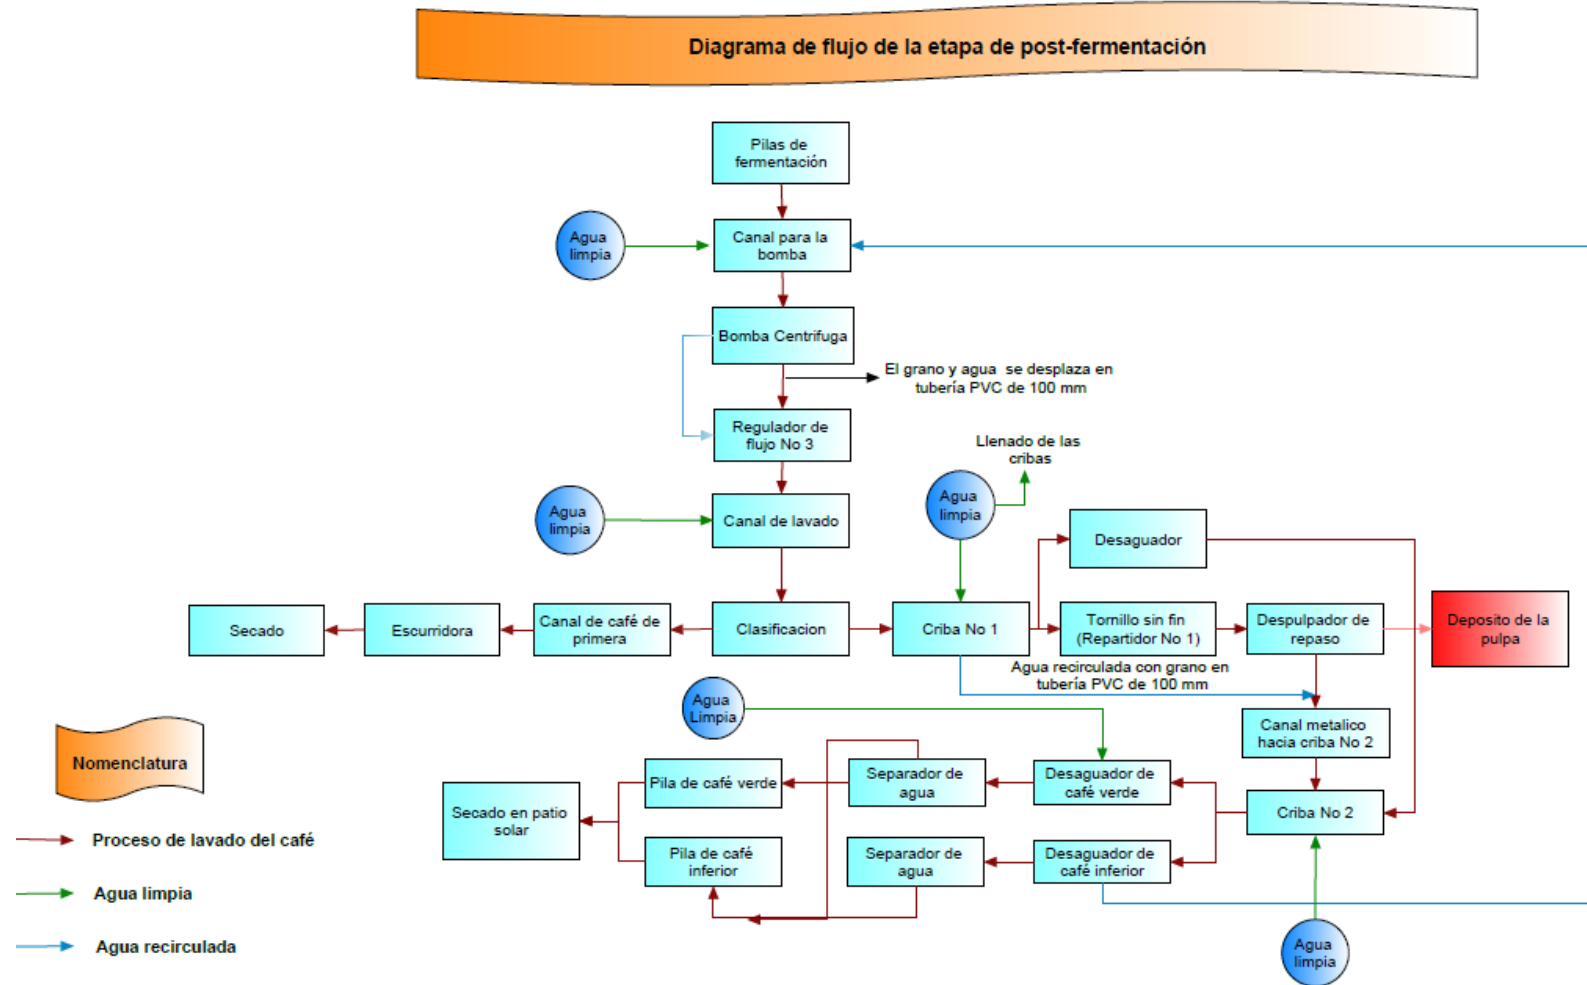 Diagrama de flujo de la etapa de post-fermentación
Pilas de
fermentación
Agua
limpia
Canal para la
bomba
Bomba Centrifuga
El grano y agua se desplaza en
tubería PVC de 100 mm
Regulador de
flujo No 3
Llenado de las
cribas
Agua
limpia
Agua
limpia
Canal de lavado
Desaguador
Secado
Escurridora
Canal de café de
primera
Clasificacion
Criba No 1
Tornillo sin fin
(Repartidor No 1)
Despulpador de
repaso
Deposito de la
pulpa
Agua recirculada con grano en
tubería PVC de 100 mm
Agua
Limpia
Canal metalico
hacia criba No 2
Nomenclatura
Pila de café verde
Separador de
agua
Desaguador de
café verde
Criba No 2
Secado en patio
solar
Pila de café
inferior
Separador de
agua
Desaguador de
café inferior
Proceso de lavado del café
Agua limpia
Agua recirculada
Agua
limpia